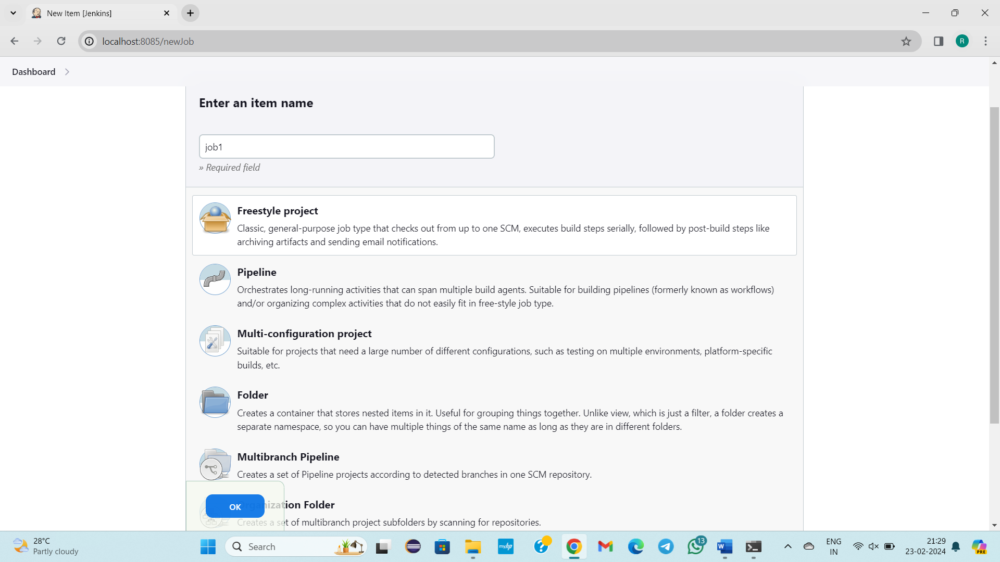 New Item [Jenkins]
localhost:8085/newJob
R
Dashboard
Enter an item name
job1
» Required field
Freestyle project
Classic, general-purpose job type that checks out from up to one SCM, executes build steps serially, followed by post-build steps like
archiving artifacts and sending email notifications.
Pipeline
Orchestrates long-running activities that can span multiple build agents. Suitable for building pipelines (formerly known as workflows)
and/or organizing complex activities that do not easily fit in free-style job type.
Multi-configuration project
Suitable for projects that need a large number of different configurations, such as testing on multiple environments, platform-specific
builds, etc.
Folder
Creates a container that stores nested items in it. Useful for grouping things together. Unlike view, which is just a filter, a folder creates a
separate namespace, so you can have multiple things of the same name as long as they are in different folders.
Multibranch Pipeline
Creates a set of Pipeline projects according to detected branches in one SCM repository.
OK
Organization Folder
Creates a set of multibranch project subfolders by scanning for repositories.
28°C
Partly cloudy
Search
myhp
13
W
ENG
IN
21:29
23-02-2024
PRE